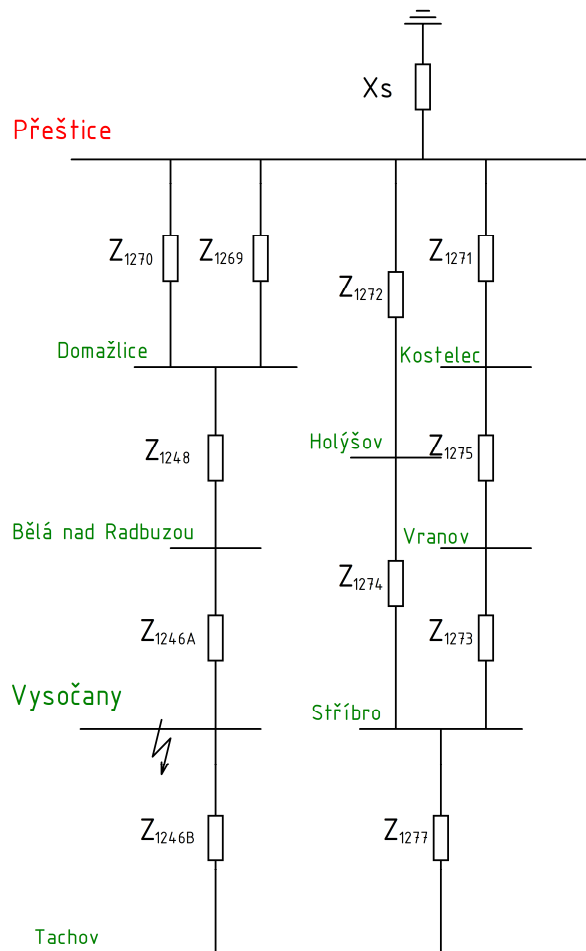 Xs
Přeštice
Z1270
Z1269
Z1271
Z1272
Domažlice
Kostelec
Holýšov
Z1248
Z1275
Bělá nad Radbuzou
Vranov
Z1274
Z1246A
Z1273
Vysočany
Stříbro
Z1246B
Z1277
Tachov